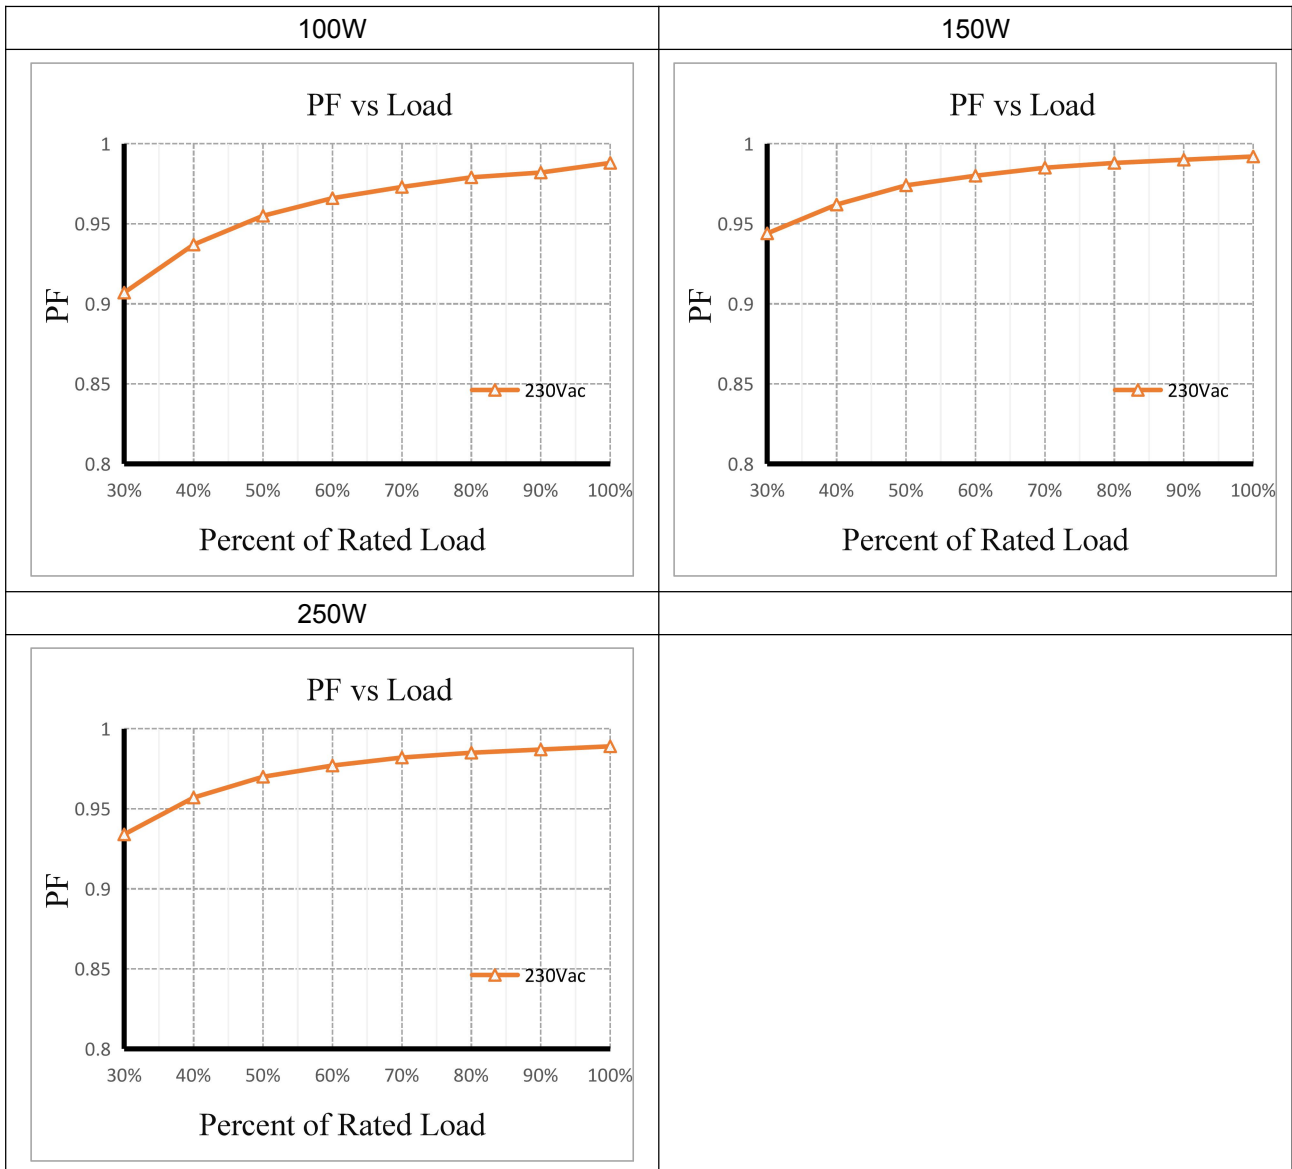 100W
150W
PF vs Load
1
0.95
0.9
0.85
0.8
PF
230Vac
30% 40% 50% 60% 70% 80% 90% 100%
Percent of Rated Load
PF vs Load
1
0.95
0.9
0.85
0.8
PF
230Vac
30% 40% 50% 60% 70% 80% 90% 100%
Percent of Rated Load
250W
PF vs Load
1
0.95
0.9
0.85
0.8
PF
230Vac
30% 40% 50% 60% 70% 80% 90% 100%
Percent of Rated Load